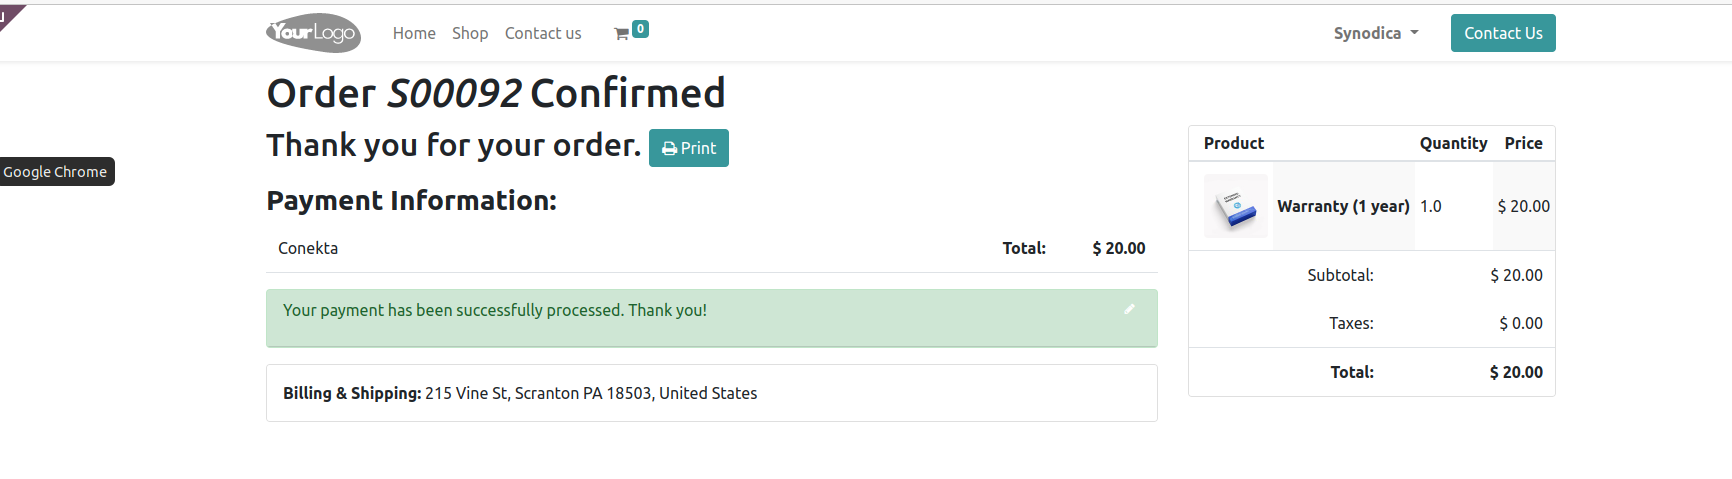 YourLogo Home Shop Contact us 0 Synodica Contact Us
Order S00092 Confirmed
Thank you for your order. Print
Google Chrome
Payment Information:
Conekta Total: $ 20.00
Your payment has been successfully processed. Thank you!
Billing & Shipping: 215 Vine St, Scranton PA 18503, United States
Product Quantity Price
Warranty (1 year) 1.0 $ 20.00
Subtotal: $ 20.00
Taxes: $ 0.00
Total: $ 20.00